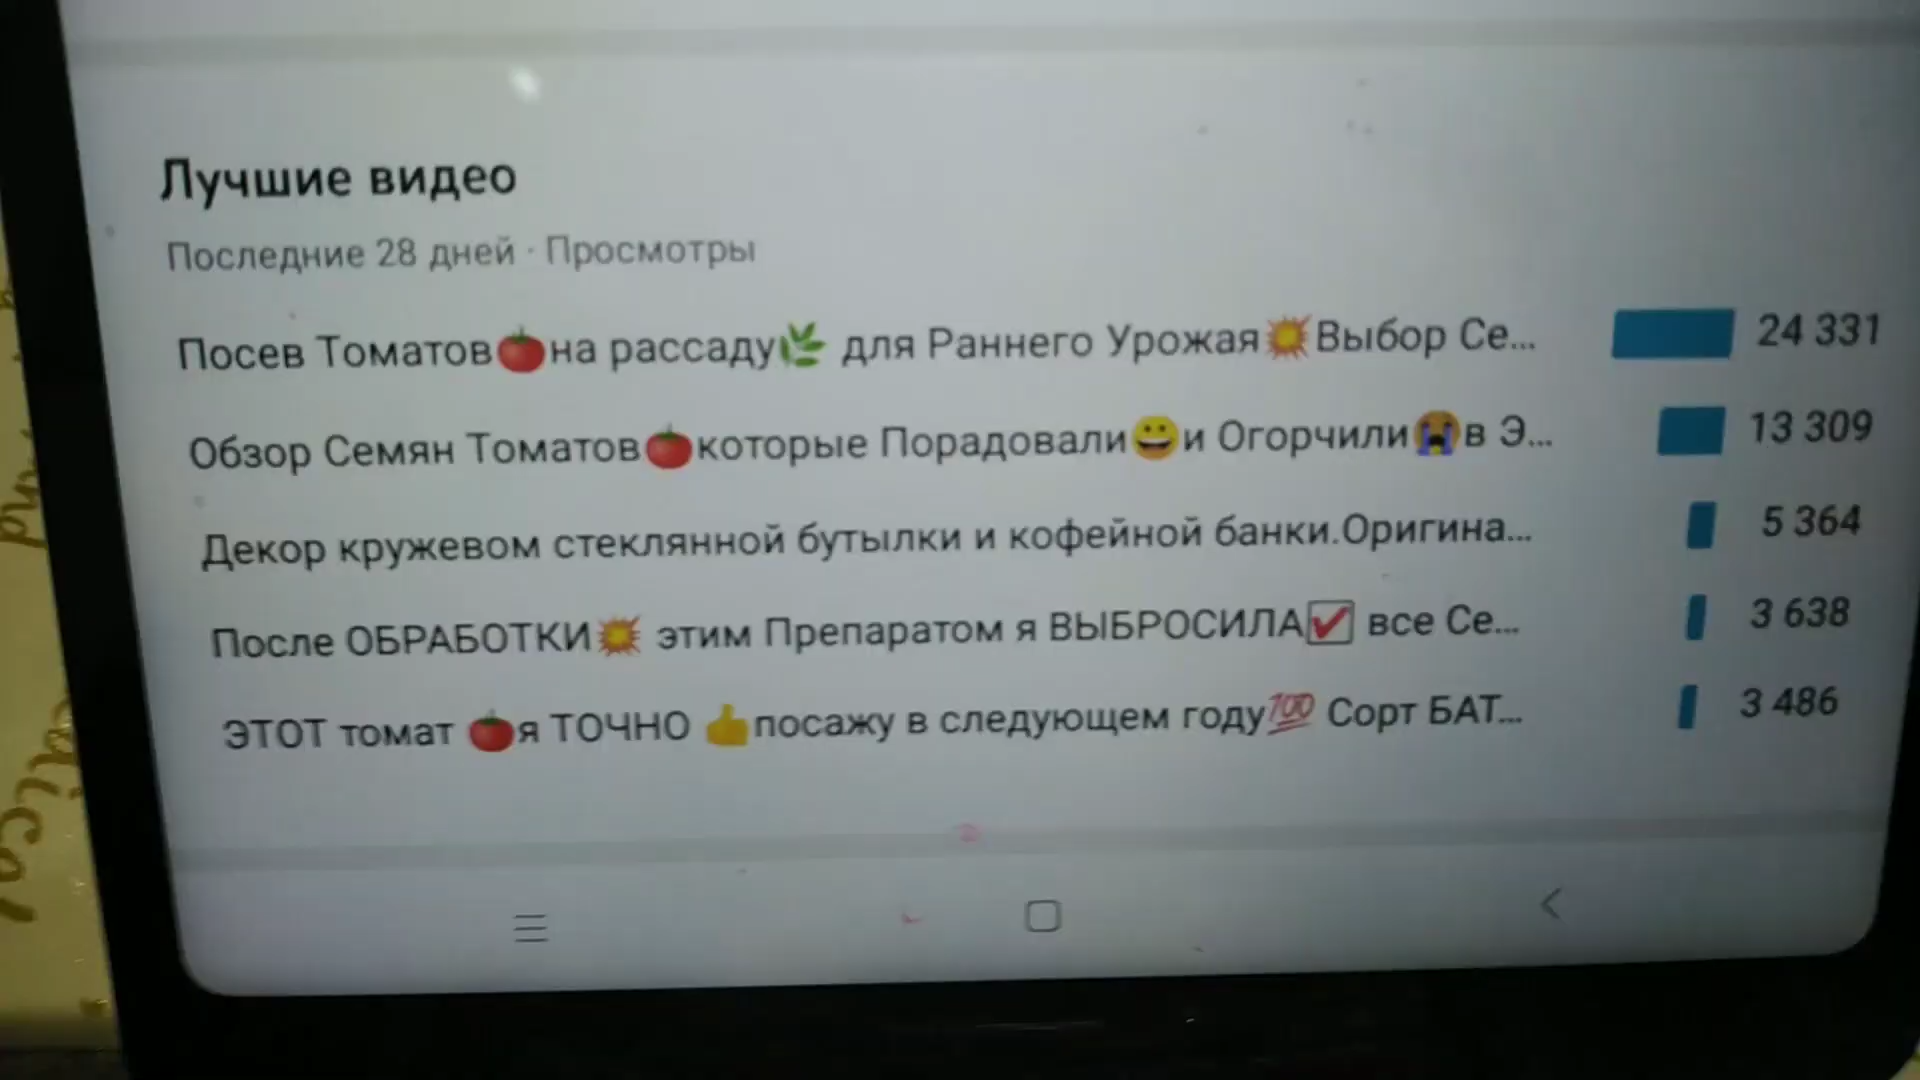 Лучшие видео
Последние 28 дней · Просмотры
Посев Томатов🍅на рассаду🌿 для Раннего Урожая💥Выбор Се... 24 331
Обзор Семян Томатов🍅которые Порадовали😀и Огорчили😭в Э... 13 309
Декор кружевом стеклянной бутылки и кофейной банки.Оригина... 5 364
После ОБРАБОТКИ💥 этим Препаратом я ВЫБРОСИЛА☑ все Се... 3 638
ЭТОТ томат 🍅я ТОЧНО 👍посажу в следующем году💯 Сорт БАТ... 3 486